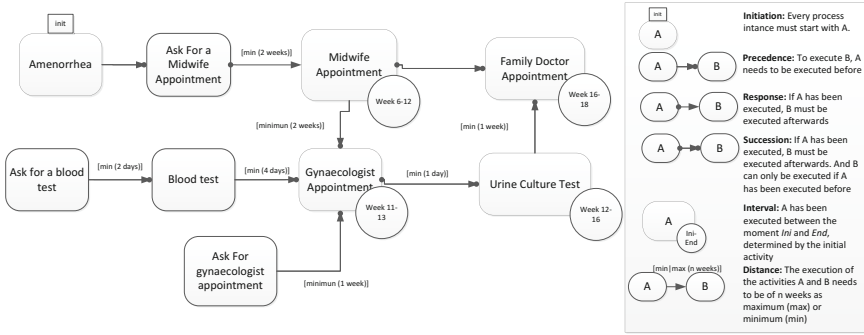 init
Amenorrhea
Ask For a
Midwife
Appointment
[min (2 weeks)]
Midwife
Appointment
Week 6-12
Family Doctor
Appointment
Week 16-
18
[minimun (2 weeks)]
[min (1 week)]
Ask for a blood
test
[min (2 days)]
Blood test
[min (4 days)]
Gynaecologist
Appointment
Week 11-
13
[min (1 day)]
Urine Culture Test
Week 12-
16
Ask For
gynaecologist
appointment
[minimun (1 week)]
init
A
Initiation: Every process
intance must start with A.
A
B
Precedence: To execute B, A
needs to be executed before
A
B
Response: If A has been
executed, B must be
executed afterwards
A
B
Succession: If A has been
executed, B must be
executed afterwards. And B
can only be executed if A
has been executed before
A
Ini-
End
Interval: A has been
executed between the
moment Ini and End,
determined by the initial
activity
[min|max (n weeks)]
A
B
Distance: The execution of
the activities A and B needs
to be of n weeks as
maximum (max) or
minimum (min)